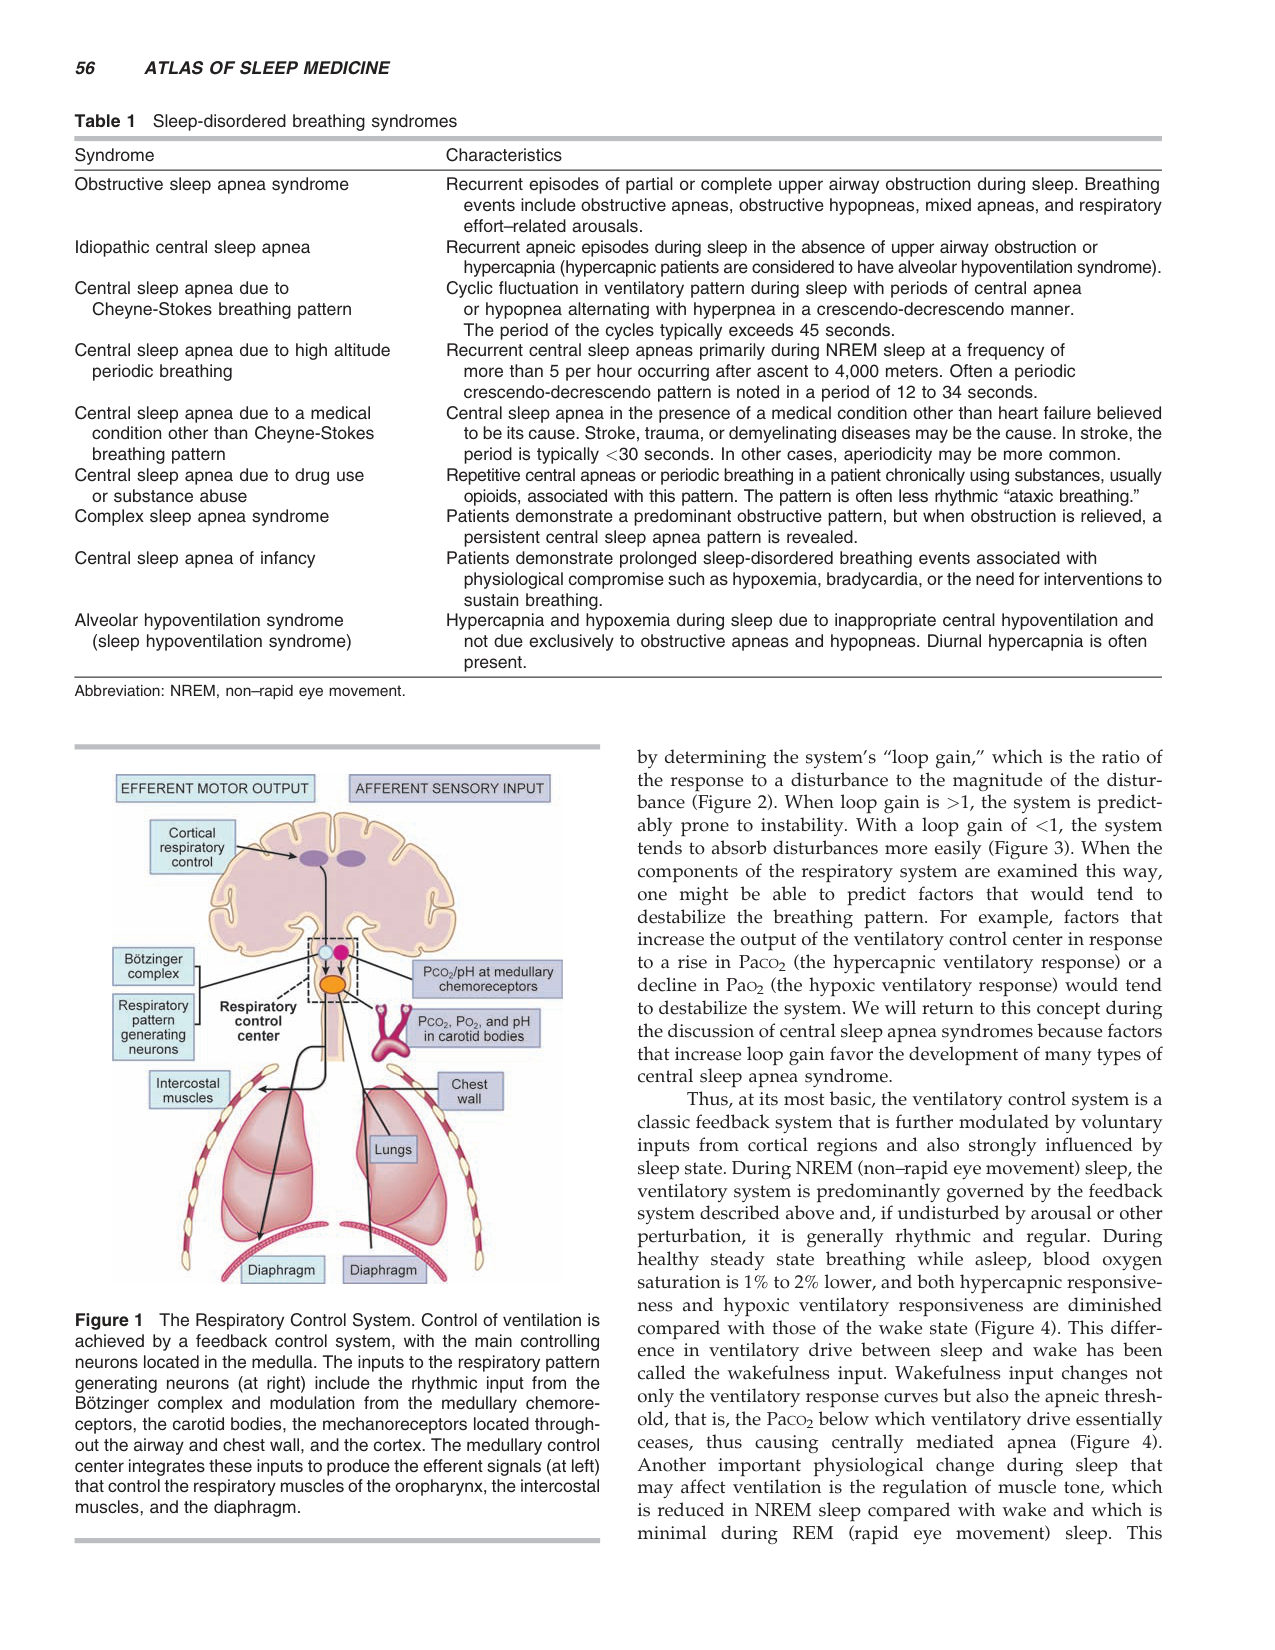 56 ATLAS OF SLEEP MEDICINE
Table 1 Sleep-disordered breathing syndromes
Syndrome Characteristics
Obstructive sleep apnea syndrome Recurrent episodes of partial or complete upper airway obstruction during sleep. Breathing
events include obstructive apneas, obstructive hypopneas, mixed apneas, and respiratory
effort–related arousals.
Idiopathic central sleep apnea Recurrent apneic episodes during sleep in the absence of upper airway obstruction or
hypercapnia (hypercapnic patients are considered to have alveolar hypoventilation syndrome).
Central sleep apnea due to Cyclic fluctuation in ventilatory pattern during sleep with periods of central apnea
Cheyne-Stokes breathing pattern or hypopnea alternating with hyperpnea in a crescendo-decrescendo manner.
The period of the cycles typically exceeds 45 seconds.
Central sleep apnea due to high altitude Recurrent central sleep apneas primarily during NREM sleep at a frequency of
periodic breathing more than 5 per hour occurring after ascent to 4,000 meters. Often a periodic
crescendo-decrescendo pattern is noted in a period of 12 to 34 seconds.
Central sleep apnea due to a medical Central sleep apnea in the presence of a medical condition other than heart failure believed
condition other than Cheyne-Stokes to be its cause. Stroke, trauma, or demyelinating diseases may be the cause. In stroke, the
breathing pattern period is typically <30 seconds. In other cases, aperiodicity may be more common.
Central sleep apnea due to drug use Repetitive central apneas or periodic breathing in a patient chronically using substances, usually
or substance abuse opioids, associated with this pattern. The pattern is often less rhythmic “ataxic breathing.”
Complex sleep apnea syndrome Patients demonstrate a predominant obstructive pattern, but when obstruction is relieved, a
persistent central sleep apnea pattern is revealed.
Central sleep apnea of infancy Patients demonstrate prolonged sleep-disordered breathing events associated with
physiological compromise such as hypoxemia, bradycardia, or the need for interventions to
sustain breathing.
Alveolar hypoventilation syndrome Hypercapnia and hypoxemia during sleep due to inappropriate central hypoventilation and
(sleep hypoventilation syndrome) not due exclusively to obstructive apneas and hypopneas. Diurnal hypercapnia is often
present.
Abbreviation: NREM, non–rapid eye movement.
EFFERENT MOTOR OUTPUT
AFFERENT SENSORY INPUT
Cortical
respiratory
control
Bötzinger
complex
Respiratory
pattern
generating
neurons
Respiratory
control
center
PCO₂/pH at medullary
chemoreceptors
PCO₂, PO₂, and pH
in carotid bodies
Intercostal
muscles
Chest
wall
Lungs
Diaphragm
Diaphragm
Figure 1 The Respiratory Control System. Control of ventilation is
achieved by a feedback control system, with the main controlling
neurons located in the medulla. The inputs to the respiratory pattern
generating neurons (at right) include the rhythmic input from the
Bötzinger complex and modulation from the medullary chemore-
ceptors, the carotid bodies, the mechanoreceptors located through-
out the airway and chest wall, and the cortex. The medullary control
center integrates these inputs to produce the efferent signals (at left)
that control the respiratory muscles of the oropharynx, the intercostal
muscles, and the diaphragm.
by determining the system’s “loop gain,” which is the ratio of
the response to a disturbance to the magnitude of the distur-
bance (Figure 2). When loop gain is >1, the system is predict-
ably prone to instability. With a loop gain of <1, the system
tends to absorb disturbances more easily (Figure 3). When the
components of the respiratory system are examined this way,
one might be able to predict factors that would tend to
destabilize the breathing pattern. For example, factors that
increase the output of the ventilatory control center in response
to a rise in PaCO₂ (the hypercapnic ventilatory response) or a
decline in PaO₂ (the hypoxic ventilatory response) would tend
to destabilize the system. We will return to this concept during
the discussion of central sleep apnea syndromes because factors
that increase loop gain favor the development of many types of
central sleep apnea syndrome.
Thus, at its most basic, the ventilatory control system is a
classic feedback system that is further modulated by voluntary
inputs from cortical regions and also strongly influenced by
sleep state. During NREM (non–rapid eye movement) sleep, the
ventilatory system is predominantly governed by the feedback
system described above and, if undisturbed by arousal or other
perturbation, it is generally rhythmic and regular. During
healthy steady state breathing while asleep, blood oxygen
saturation is 1% to 2% lower, and both hypercapnic responsive-
ness and hypoxic ventilatory responsiveness are diminished
compared with those of the wake state (Figure 4). This differ-
ence in ventilatory drive between sleep and wake has been
called the wakefulness input. Wakefulness input changes not
only the ventilatory response curves but also the apneic thresh-
old, that is, the PaCO₂ below which ventilatory drive essentially
ceases, thus causing centrally mediated apnea (Figure 4).
Another important physiological change during sleep that
may affect ventilation is the regulation of muscle tone, which
is reduced in NREM sleep compared with wake and which is
minimal during REM (rapid eye movement) sleep. This